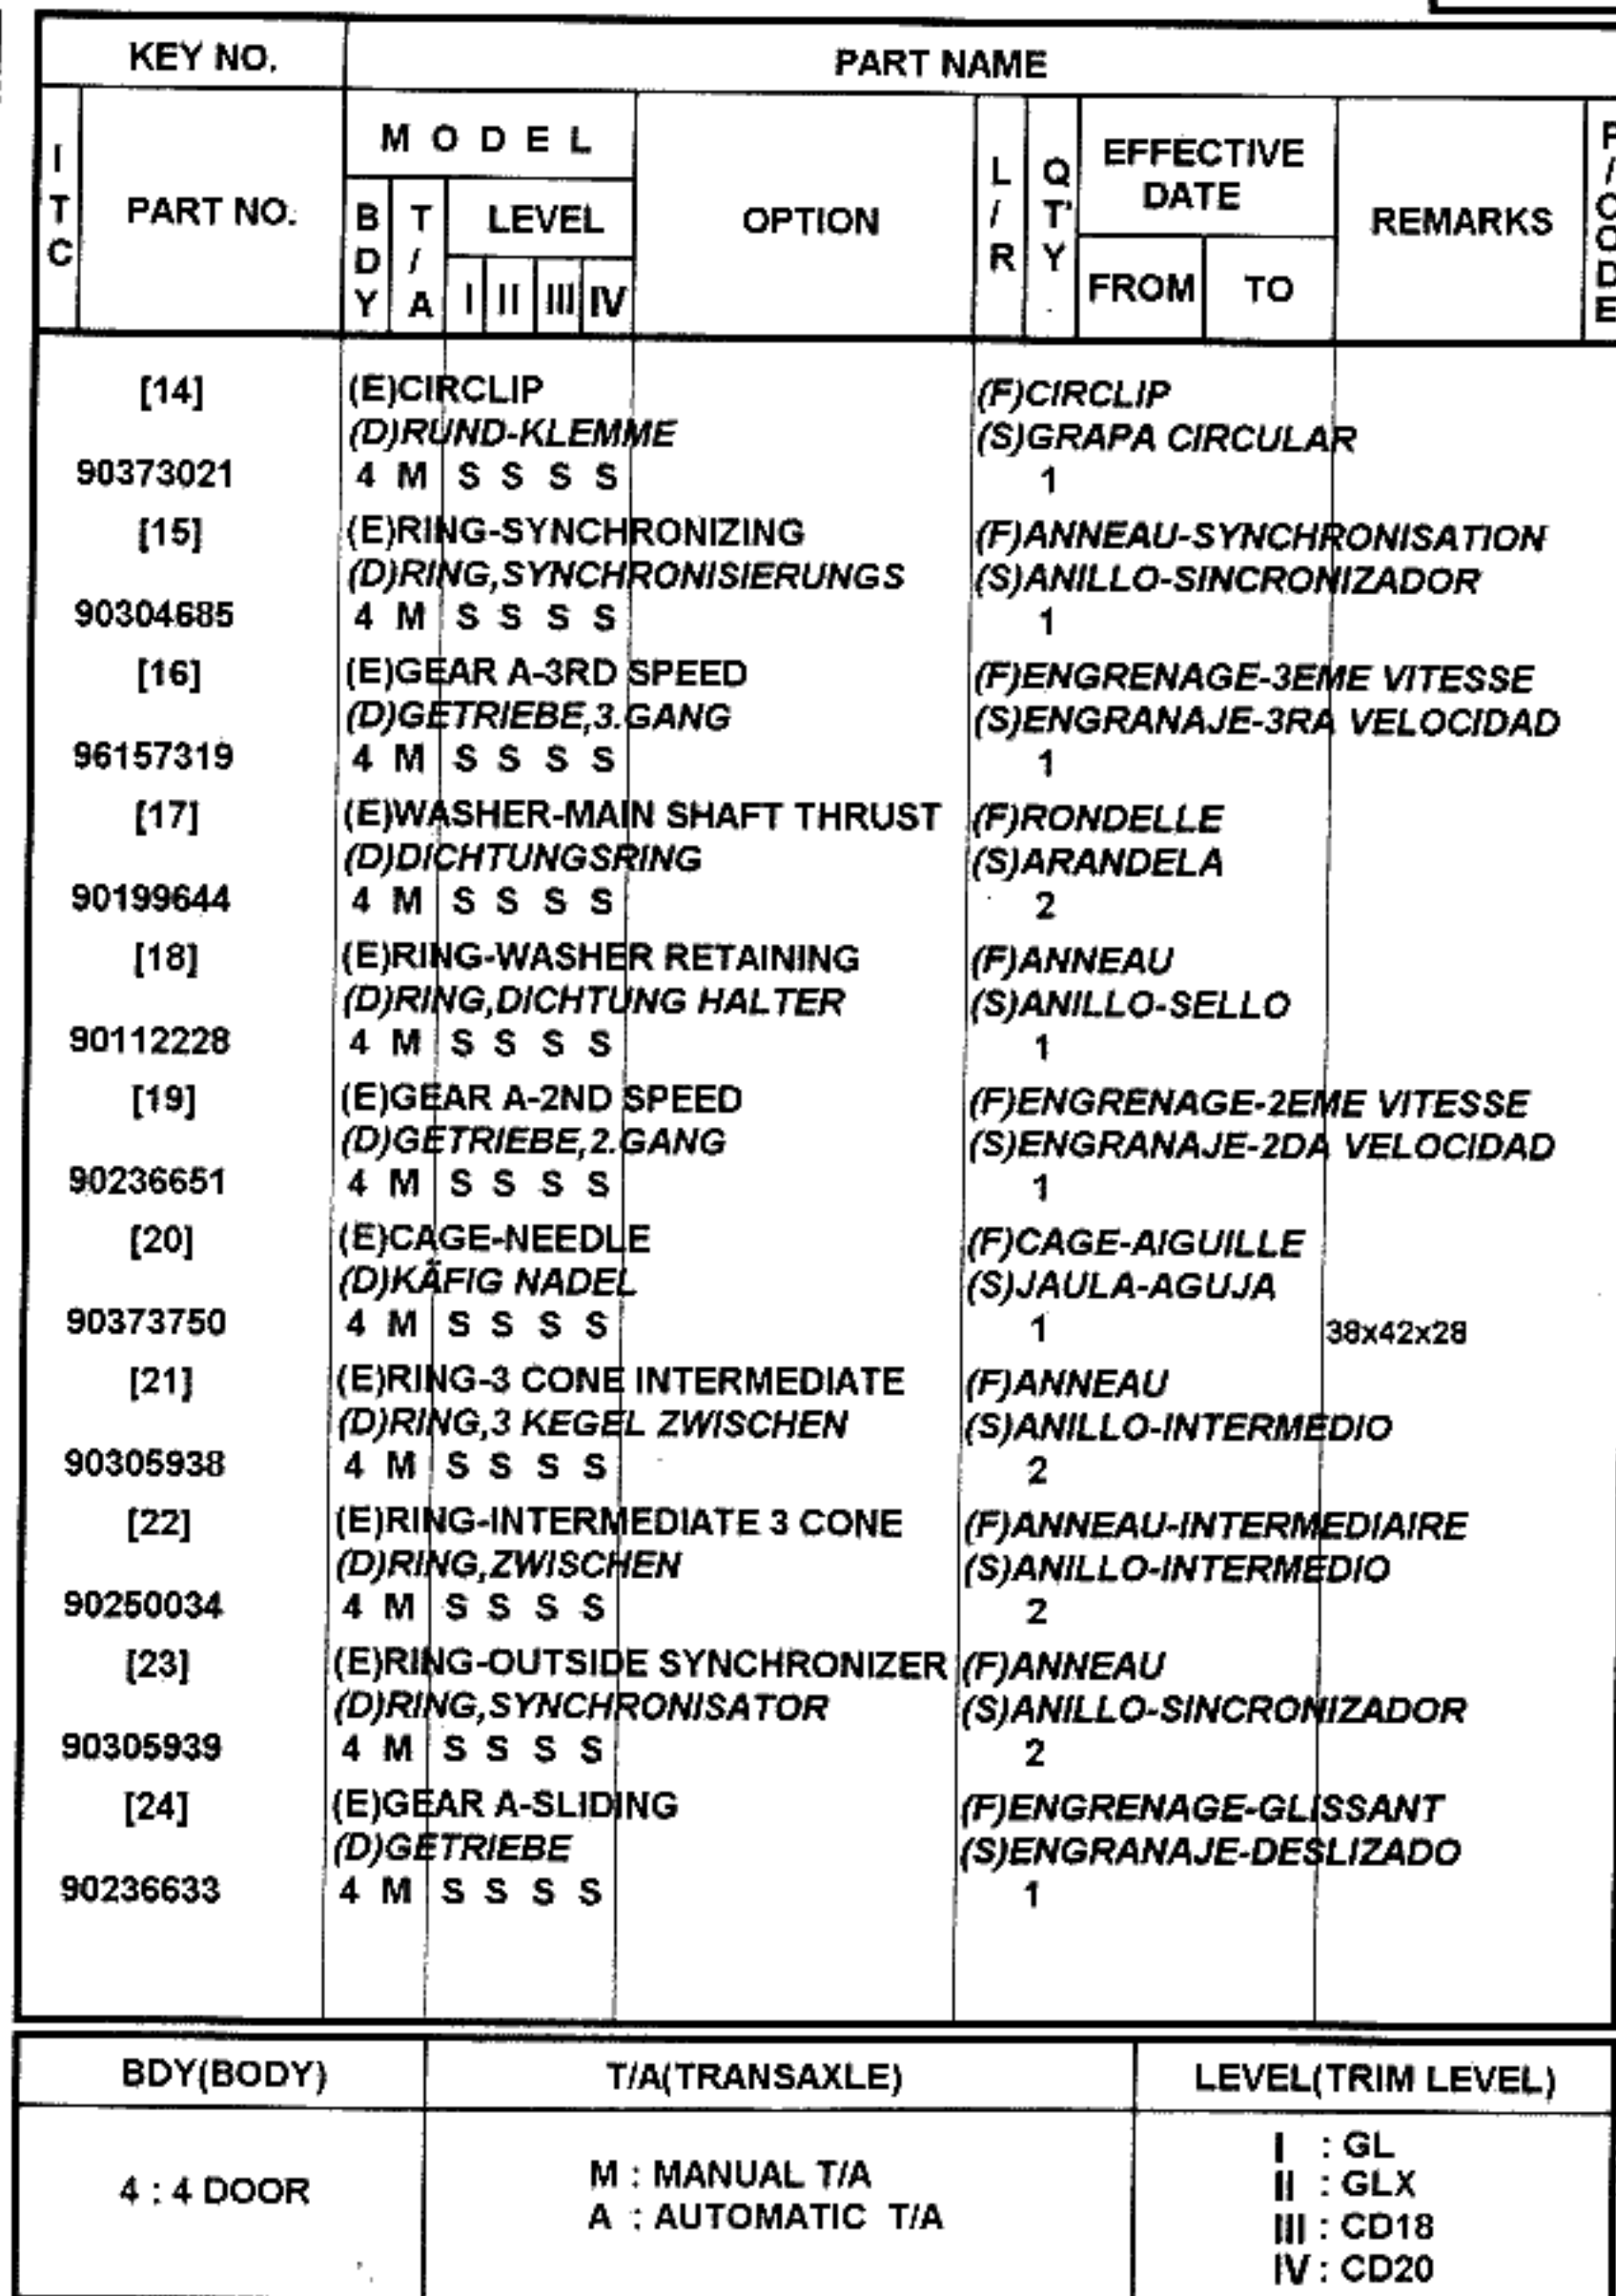 KEY NO. PART NAME
ITC PART NO. MODEL OPTION L/R Q'TY. EFFECTIVE DATE REMARKS P/CODE
BDY T/A LEVEL
I II III IV FROM TO
[14] (E)CIRCLIP (F)CIRCLIP
(D)RUND-KLEMME (S)GRAPA CIRCULAR
90373021 4 M S S S S 1
[15] (E)RING-SYNCHRONIZING (F)ANNEAU-SYNCHRONISATION
(D)RING,SYNCHRONISIERUNGS (S)ANILLO-SINCRONIZADOR
90304685 4 M S S S S 1
[16] (E)GEAR A-3RD SPEED (F)ENGRENAGE-3EME VITESSE
(D)GETRIEBE,3.GANG (S)ENGRANAJE-3RA VELOCIDAD
96157319 4 M S S S S 1
[17] (E)WASHER-MAIN SHAFT THRUST (F)RONDELLE
(D)DICHTUNGSRING (S)ARANDELA
90199644 4 M S S S S 2
[18] (E)RING-WASHER RETAINING (F)ANNEAU
(D)RING,DICHTUNG HALTER (S)ANILLO-SELLO
90112228 4 M S S S S 1
[19] (E)GEAR A-2ND SPEED (F)ENGRENAGE-2EME VITESSE
(D)GETRIEBE,2.GANG (S)ENGRANAJE-2DA VELOCIDAD
90236651 4 M S S S S 1
[20] (E)CAGE-NEEDLE (F)CAGE-AIGUILLE
(D)KÄFIG NADEL (S)JAULA-AGUJA
90373750 4 M S S S S 1 38x42x28
[21] (E)RING-3 CONE INTERMEDIATE (F)ANNEAU
(D)RING,3 KEGEL ZWISCHEN (S)ANILLO-INTERMEDIO
90305938 4 M S S S S 2
[22] (E)RING-INTERMEDIATE 3 CONE (F)ANNEAU-INTERMEDIAIRE
(D)RING,ZWISCHEN (S)ANILLO-INTERMEDIO
90250034 4 M S S S S 2
[23] (E)RING-OUTSIDE SYNCHRONIZER (F)ANNEAU
(D)RING,SYNCHRONISATOR (S)ANILLO-SINCRONIZADOR
90305939 4 M S S S S 2
[24] (E)GEAR A-SLIDING (F)ENGRENAGE-GLISSANT
(D)GETRIEBE (S)ENGRANAJE-DESLIZADO
90236633 4 M S S S S 1
BDY(BODY) T/A(TRANSAXLE) LEVEL(TRIM LEVEL)
4 : 4 DOOR
M : MANUAL T/A
A : AUTOMATIC T/A
I : GL
II : GLX
III : CD18
IV : CD20